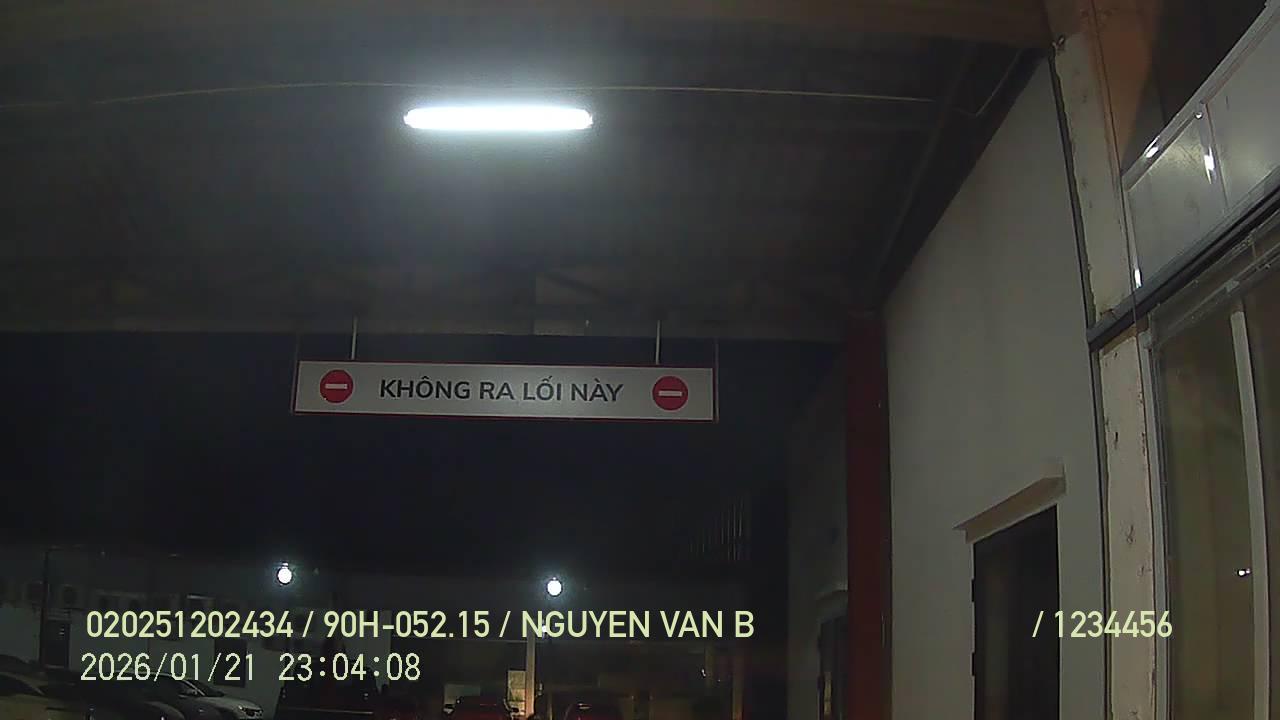 KHÔNG RA LỐI NÀY
020251202434 / 90H-052.15 / NGUYEN VAN B / 1234456
2026/01/21 23:04:08